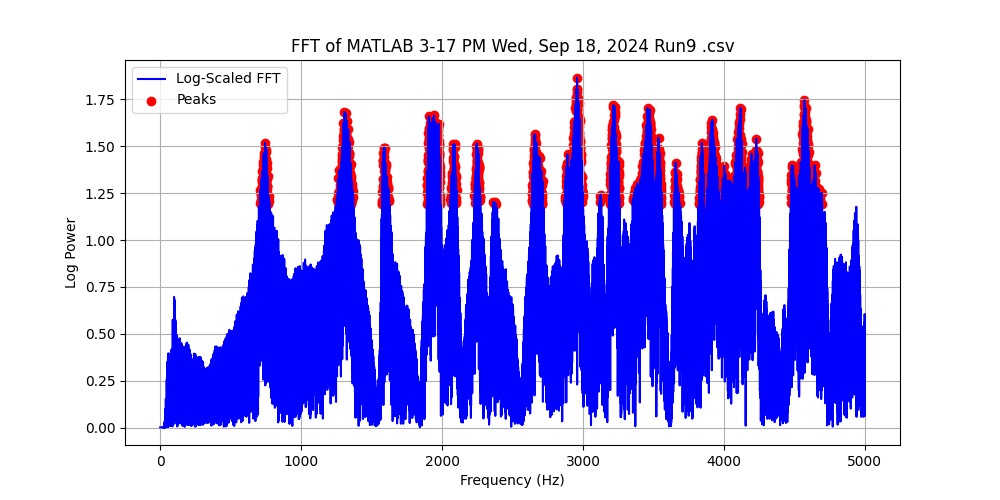 FFT of MATLAB 3-17 PM Wed, Sep 18, 2024 Run9 .csv
Log-Scaled FFT
Peaks
1.75
1.50
1.25
1.00
0.75
0.50
0.25
0.00
Log Power
0 1000 2000 3000 4000 5000
Frequency (Hz)